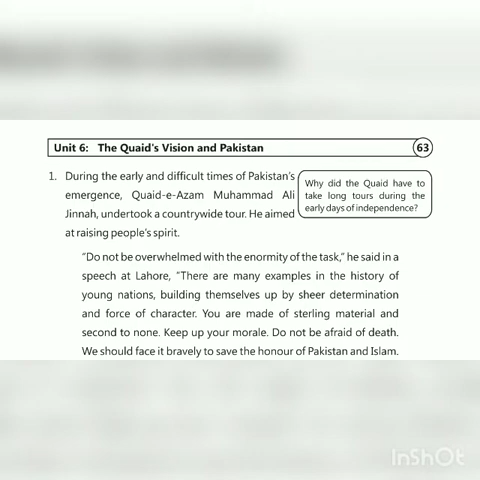 Unit 6: The Quaid's Vision and Pakistan 63
1. During the early and difficult times of Pakistan's
emergence, Quaid-e-Azam Muhammad Ali
Jinnah, undertook a countrywide tour. He aimed
at raising people's spirit.
Why did the Quaid have to
take long tours during the
early days of independence?
"Do not be overwhelmed with the enormity of the task," he said in a
speech at Lahore, "There are many examples in the history of
young nations, building themselves up by sheer determination
and force of character. You are made of sterling material and
second to none. Keep up your morale. Do not be afraid of death.
We should face it bravely to save the honour of Pakistan and Islam.
InShOt